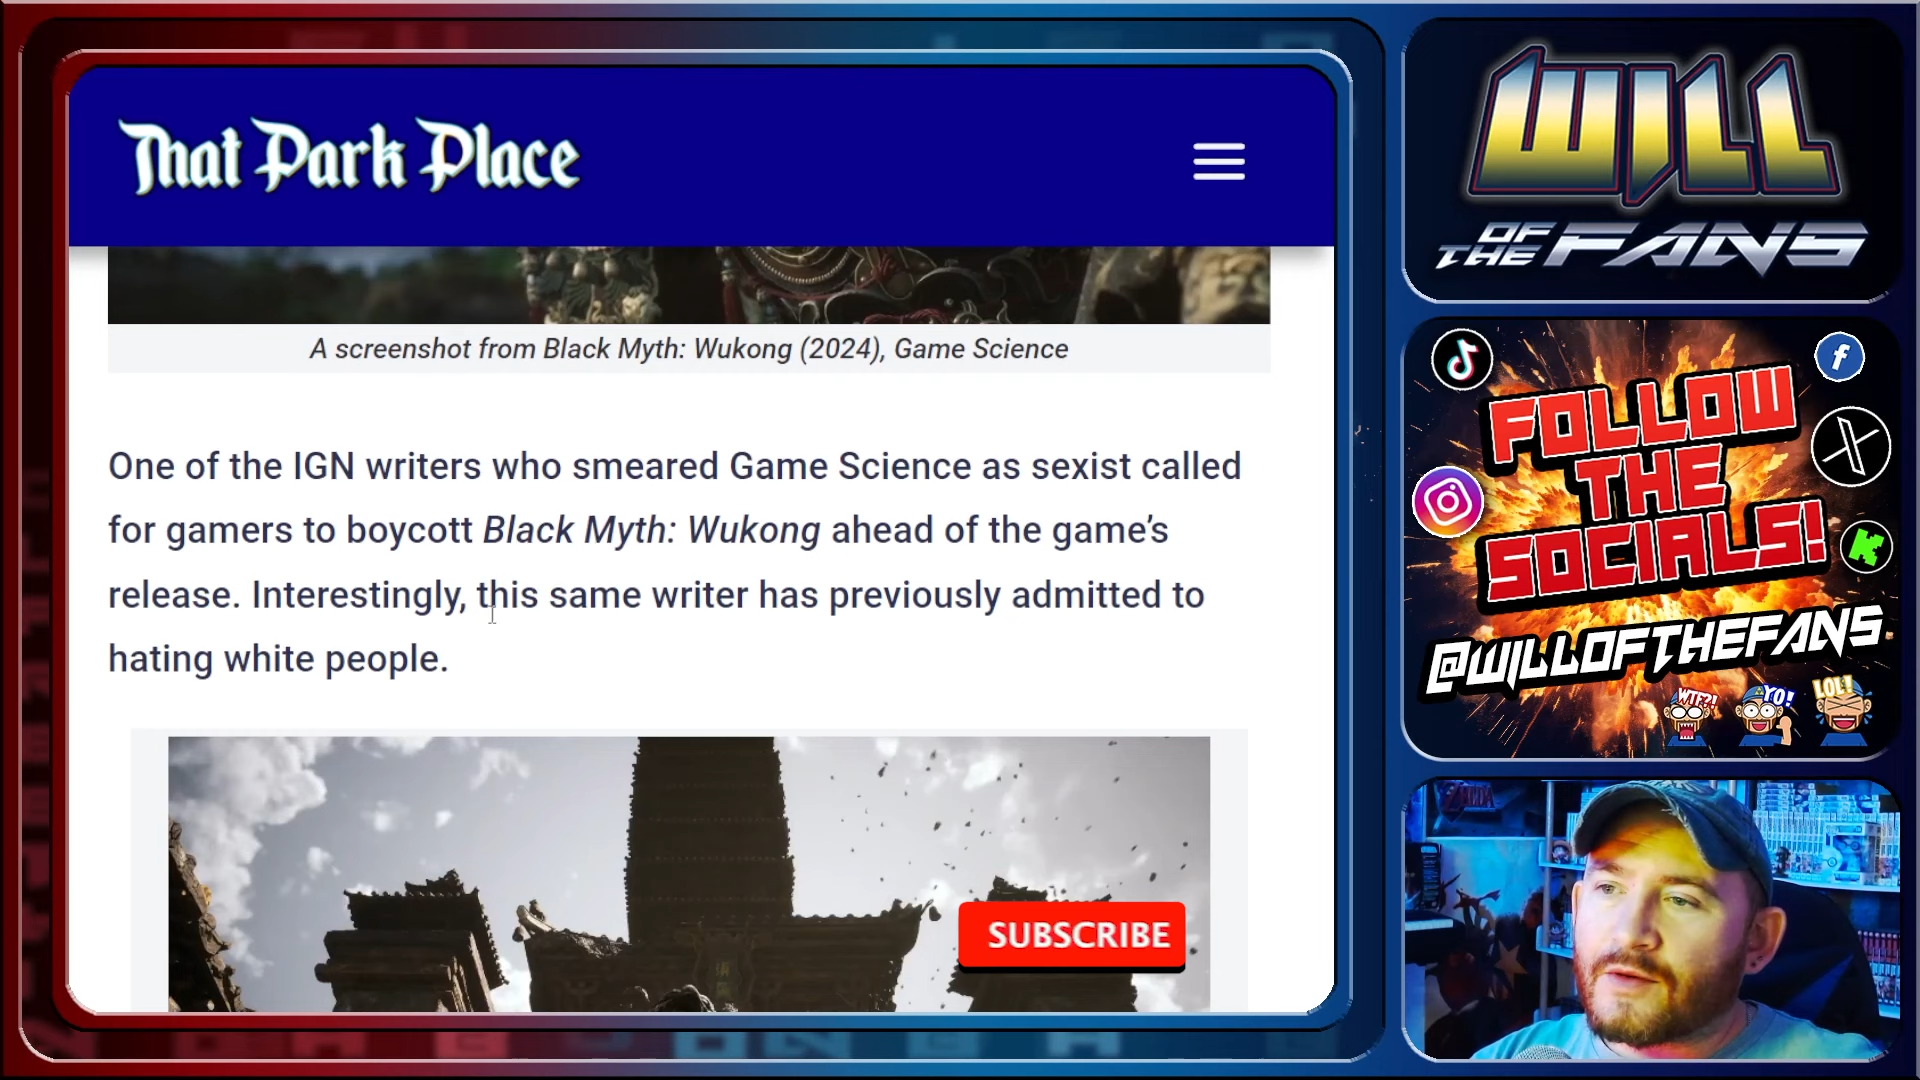 That Park Place
A screenshot from Black Myth: Wukong (2024), Game Science
One of the IGN writers who smeared Game Science as sexist called
for gamers to boycott Black Myth: Wukong ahead of the game’s
release. Interestingly, this same writer has previously admitted to
hating white people.
SUBSCRIBE
WILL
OF
THE FANS
FOLLOW
THE
SOCIALS!
@WILLOFTHEFANS
WTF?!
YO!
LOL!